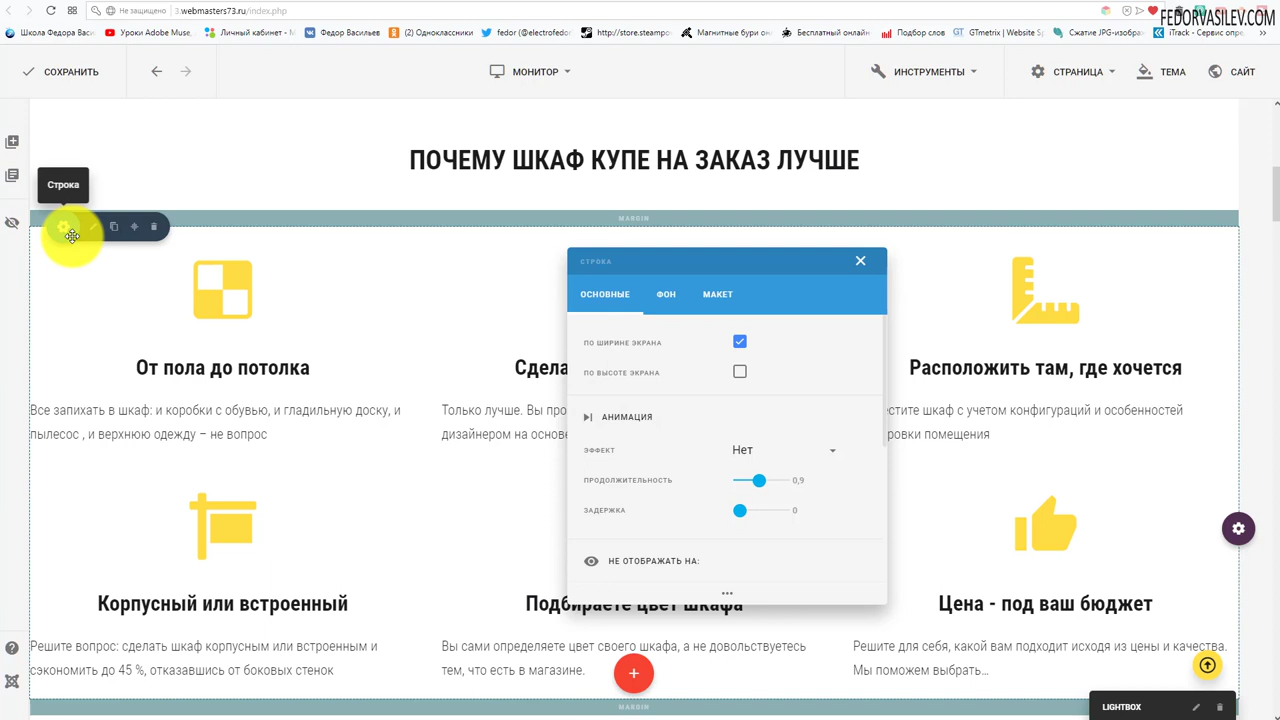 Не защищено
3.webmasters73.ru/index.php
FEDORVASILEV.COM
Школа Федора Васи
Уроки Adobe Muse,
Личный кабинет -
Федор Васильев
(2) Одноклассники
fedor (@electrofedor)
http://store.steampo
Магнитные бури он
Бесплатный онлайн
Подбор слов
GTmetrix | Website Sp
Сжатие JPG-изображ
iTrack - Сервис опре
СОХРАНИТЬ
МОНИТОР
ИНСТРУМЕНТЫ
СТРАНИЦА
ТЕМА
САЙТ
ПОЧЕМУ ШКАФ КУПЕ НА ЗАКАЗ ЛУЧШЕ
Строка
MARGIN
СТРОКА
ОСНОВНЫЕ
ФОН
МАКЕТ
ПО ШИРИНЕ ЭКРАНА
ПО ВЫСОТЕ ЭКРАНА
АНИМАЦИЯ
ЭФФЕКТ
Нет
ПРОДОЛЖИТЕЛЬНОСТЬ
0,9
ЗАДЕРЖКА
0
НЕ ОТОБРАЖАТЬ НА:
...
От пола до потолка
Все запихать в шкаф: и коробки с обувью, и гладильную доску, и
пылесос , и верхнюю одежду – не вопрос
Сдела
Только лучше. Вы про
дизайнером на основе
Расположить там, где хочется
естите шкаф с учетом конфигураций и особенностей
ровки помещения
Корпусный или встроенный
Решите вопрос: сделать шкаф корпусным или встроенным и
сэкономить до 45 %, отказавшись от боковых стенок
Подбираете цвет шкафа
Вы сами определяете цвет своего шкафа, а не довольствуетесь
тем, что есть в магазине.
Цена - под ваш бюджет
Решите для себя, какой вам подходит исходя из цены и качества.
Мы поможем выбрать…
MARGIN
LIGHTBOX